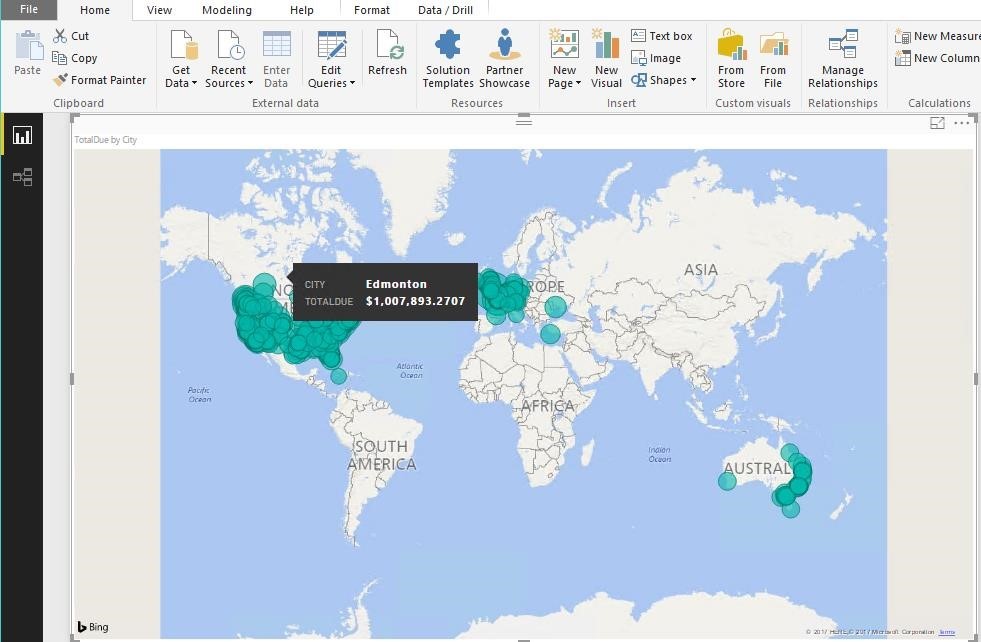 File Home View Modeling Help Format Data / Drill
Paste Cut Copy Format Painter
Clipboard
Get Data Recent Sources Enter Data Edit Queries Refresh
External data
Solution Templates Partner Showcase
Resources
New Page New Visual Text box Image Shapes
Insert
From Store From File
Custom visuals
Manage Relationships
Relationships
New Measure New Column
Calculations
TotalDue by City
ASIA
CITY Edmonton
TOTALDUE $1,007,893.2707
NO
ME
ROPE
Atlantic
Ocean
Pacific
Ocean
AFRICA
SOUTH
AMERICA
Indian
Ocean
AUSTRAL
Bing
© 2017 HERE, © 2017 Microsoft Corporation Terms